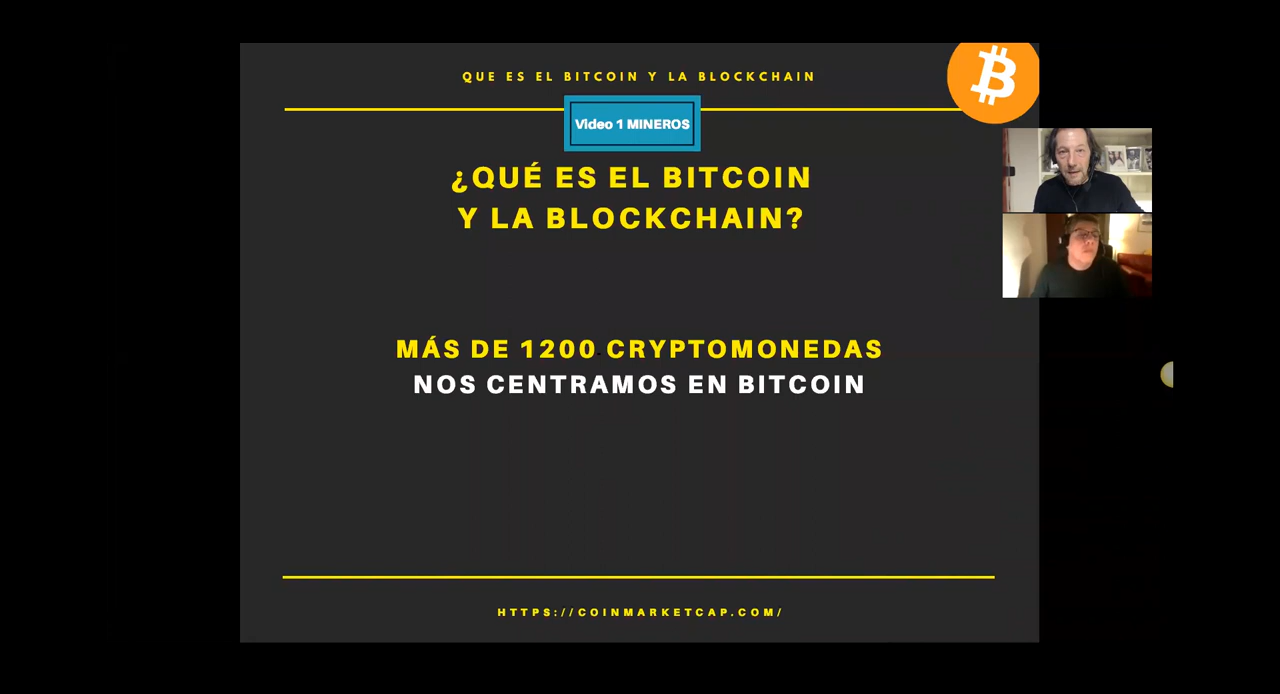 QUE ES EL BITCOIN Y LA BLOCKCHAIN
Video 1 MINEROS
¿QUÉ ES EL BITCOIN
Y LA BLOCKCHAIN?
MÁS DE 1200 CRYPTOMONEDAS
NOS CENTRAMOS EN BITCOIN
HTTPS://COINMARKETCAP.COM/